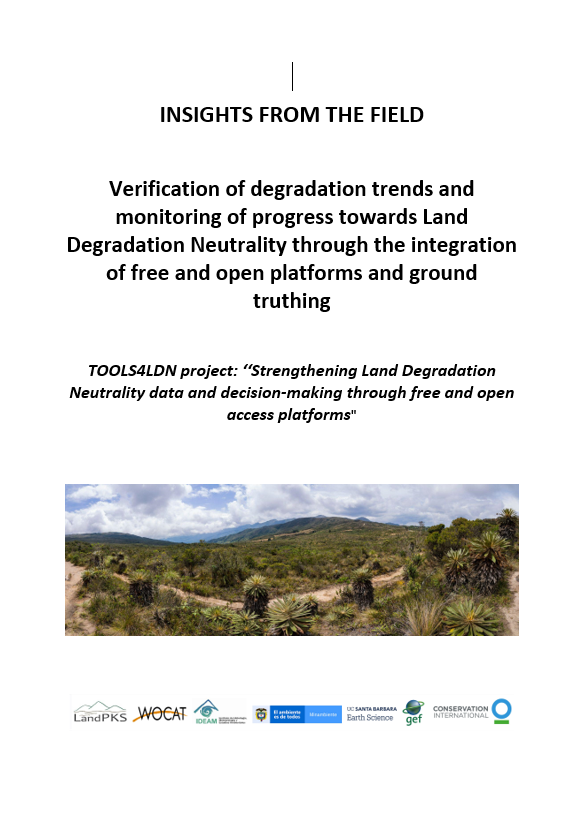 INSIGHTS FROM THE FIELD
Verification of degradation trends and
monitoring of progress towards Land
Degradation Neutrality through the integration
of free and open platforms and ground
truthing
TOOLS4LDN project: ‘‘Strengthening Land Degradation
Neutrality data and decision-making through free and open
access platforms"
LandPKS
WOCAT
IDEAM
El ambiente
es de todos
Minambiente
UC SANTA BARBARA
Earth Science
gef
CONSERVATION
INTERNATIONAL